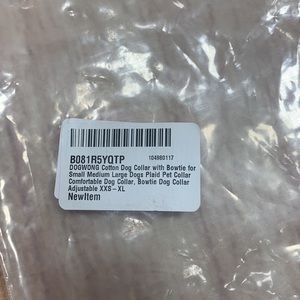 B081R5YQTP 104680117
DOGWONG Cotton Dog Collar with Bowtie for
Small Medium Large Dogs Plaid Pet Collar
Comfortable Dog Collar, Bowtie Dog Collar
Adjustable XXS-XL
NewItem